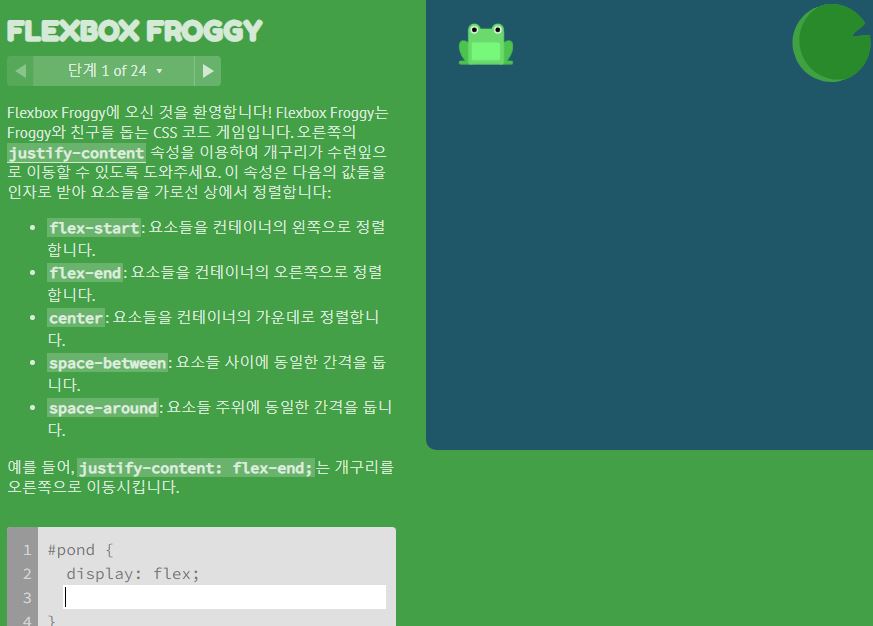 FLEXBOX FROGGY
단계 1 of 24
Flexbox Froggy에 오신 것을 환영합니다! Flexbox Froggy는
Froggy와 친구들 돕는 CSS 코드 게임입니다. 오른쪽의
justify-content 속성을 이용하여 개구리가 수련잎으
로 이동할 수 있도록 도와주세요. 이 속성은 다음의 값들을
인자로 받아 요소들을 가로선 상에서 정렬합니다:
flex-start: 요소들을 컨테이너의 왼쪽으로 정렬
합니다.
flex-end: 요소들을 컨테이너의 오른쪽으로 정렬
합니다.
center: 요소들을 컨테이너의 가운데로 정렬합니
다.
space-between: 요소들 사이에 동일한 간격을 둡
니다.
space-around: 요소들 주위에 동일한 간격을 둡니
다.
예를 들어, justify-content: flex-end;는 개구리를
오른쪽으로 이동시킵니다.
1 #pond {
2 display: flex;
3
4 }